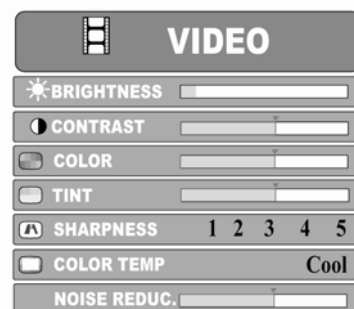 VIDEO
BRIGHTNESS
CONTRAST
COLOR
TINT
SHARPNESS 1 2 3 4 5
COLOR TEMP Cool
NOISE REDUC.